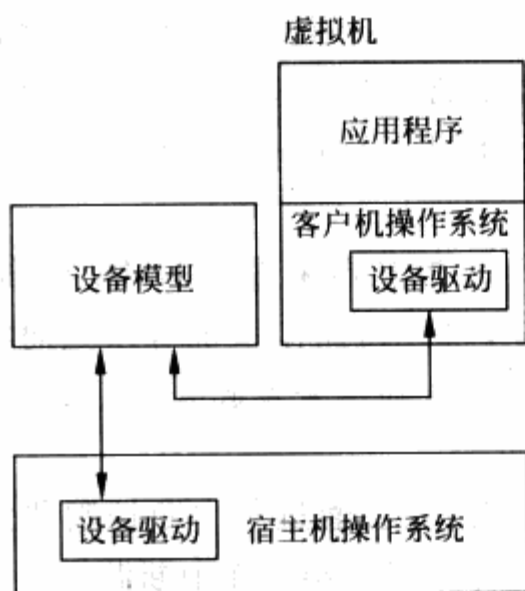 虚拟机
应用程序
客户机操作系统
设备模型
设备驱动
设备驱动
宿主机操作系统